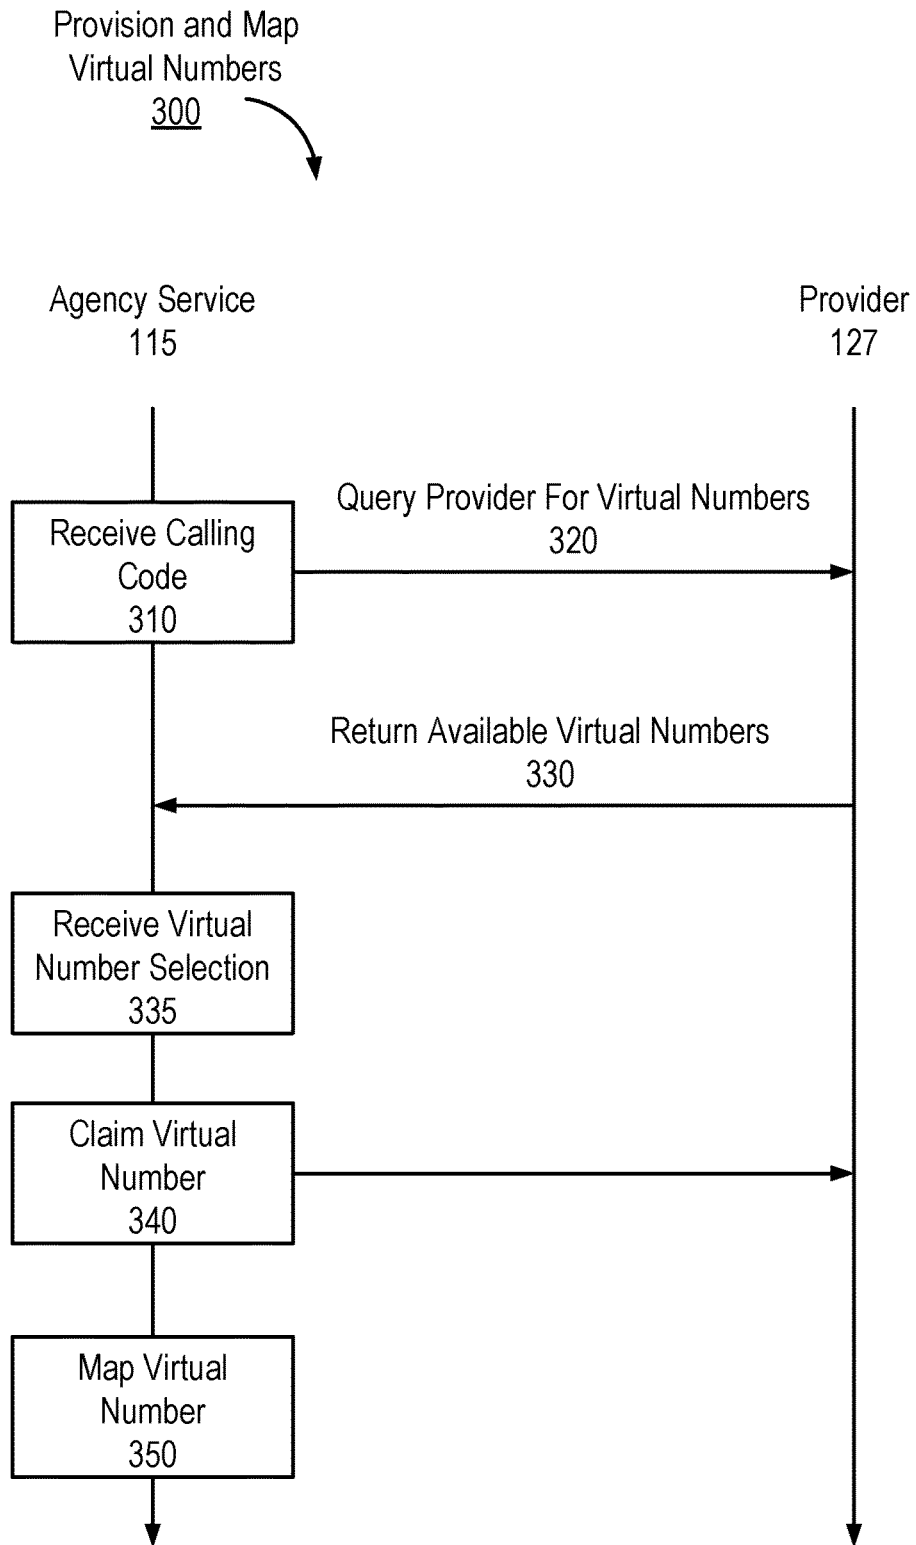 Provision and Map
Virtual Numbers
300
Agency Service
115
Provider
127
Receive Calling
Code
310
Query Provider For Virtual Numbers
320
Return Available Virtual Numbers
330
Receive Virtual
Number Selection
335
Claim Virtual
Number
340
Map Virtual
Number
350